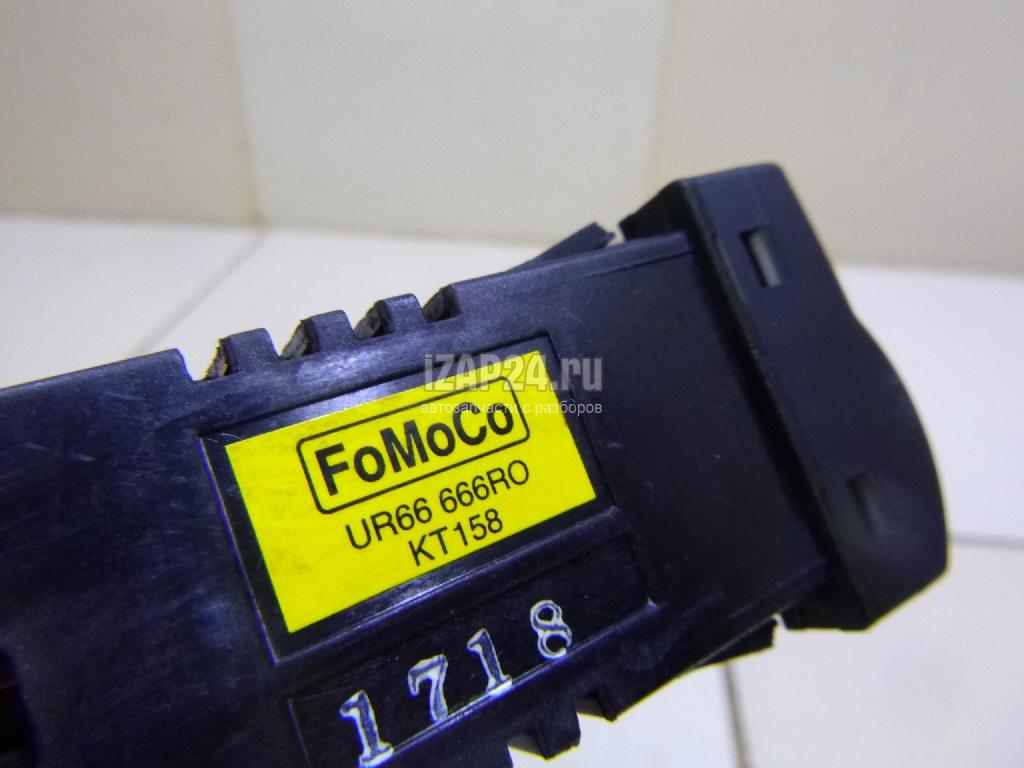 iZAP24.ru
автозапчасти с разборов
FoMoCo
UR66 666RO
KT158
1718